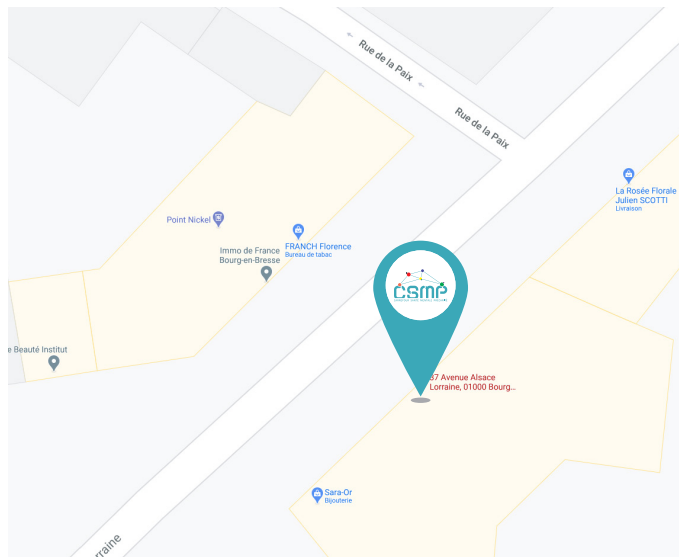 Rue de la Paix
Rue de la Paix
La Rosée Florale
Julien SCOTTI
Livraison
Point Nickel
FRANCH Florence
Bureau de tabac
Immo de France
Bourg-en-Bresse
CSMP
e Beauté Institut
37 Avenue Alsace
Lorraine, 01000 Bourg...
Sara-Or
Bijouterie
rraine